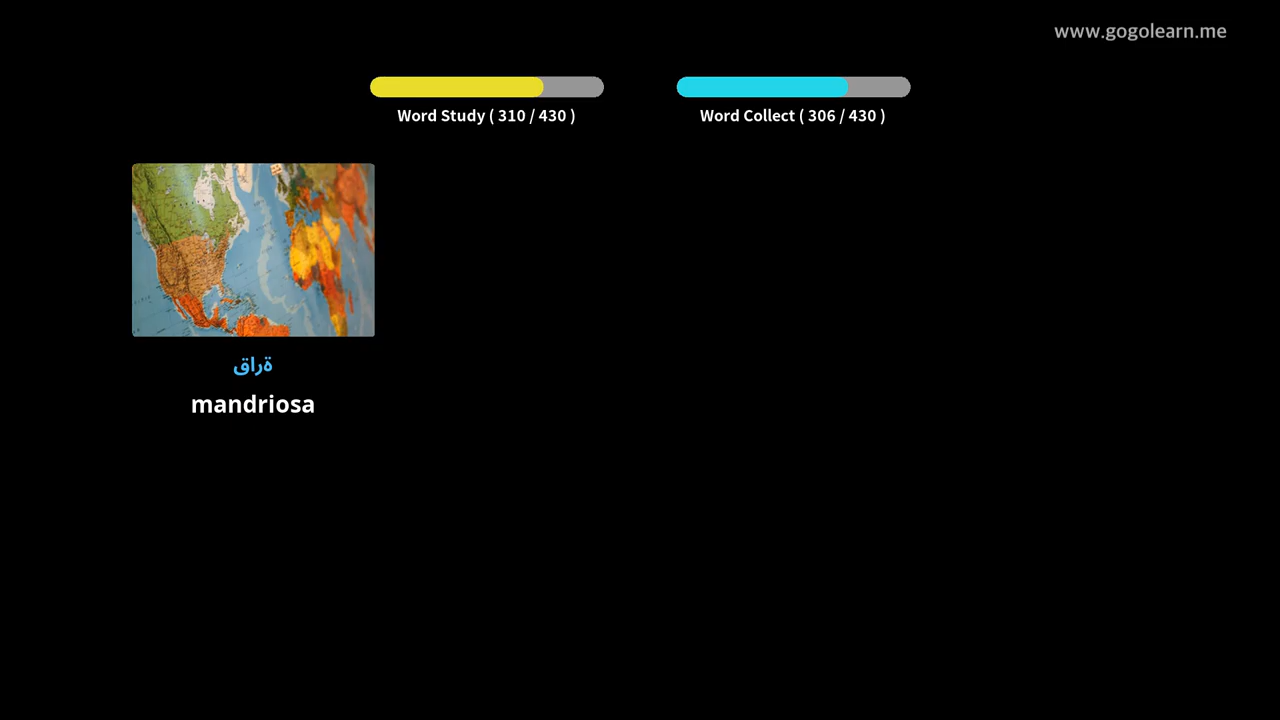 www.gogolearn.me
Word Study ( 310 / 430 )
Word Collect ( 306 / 430 )
ةراق
mandriosa